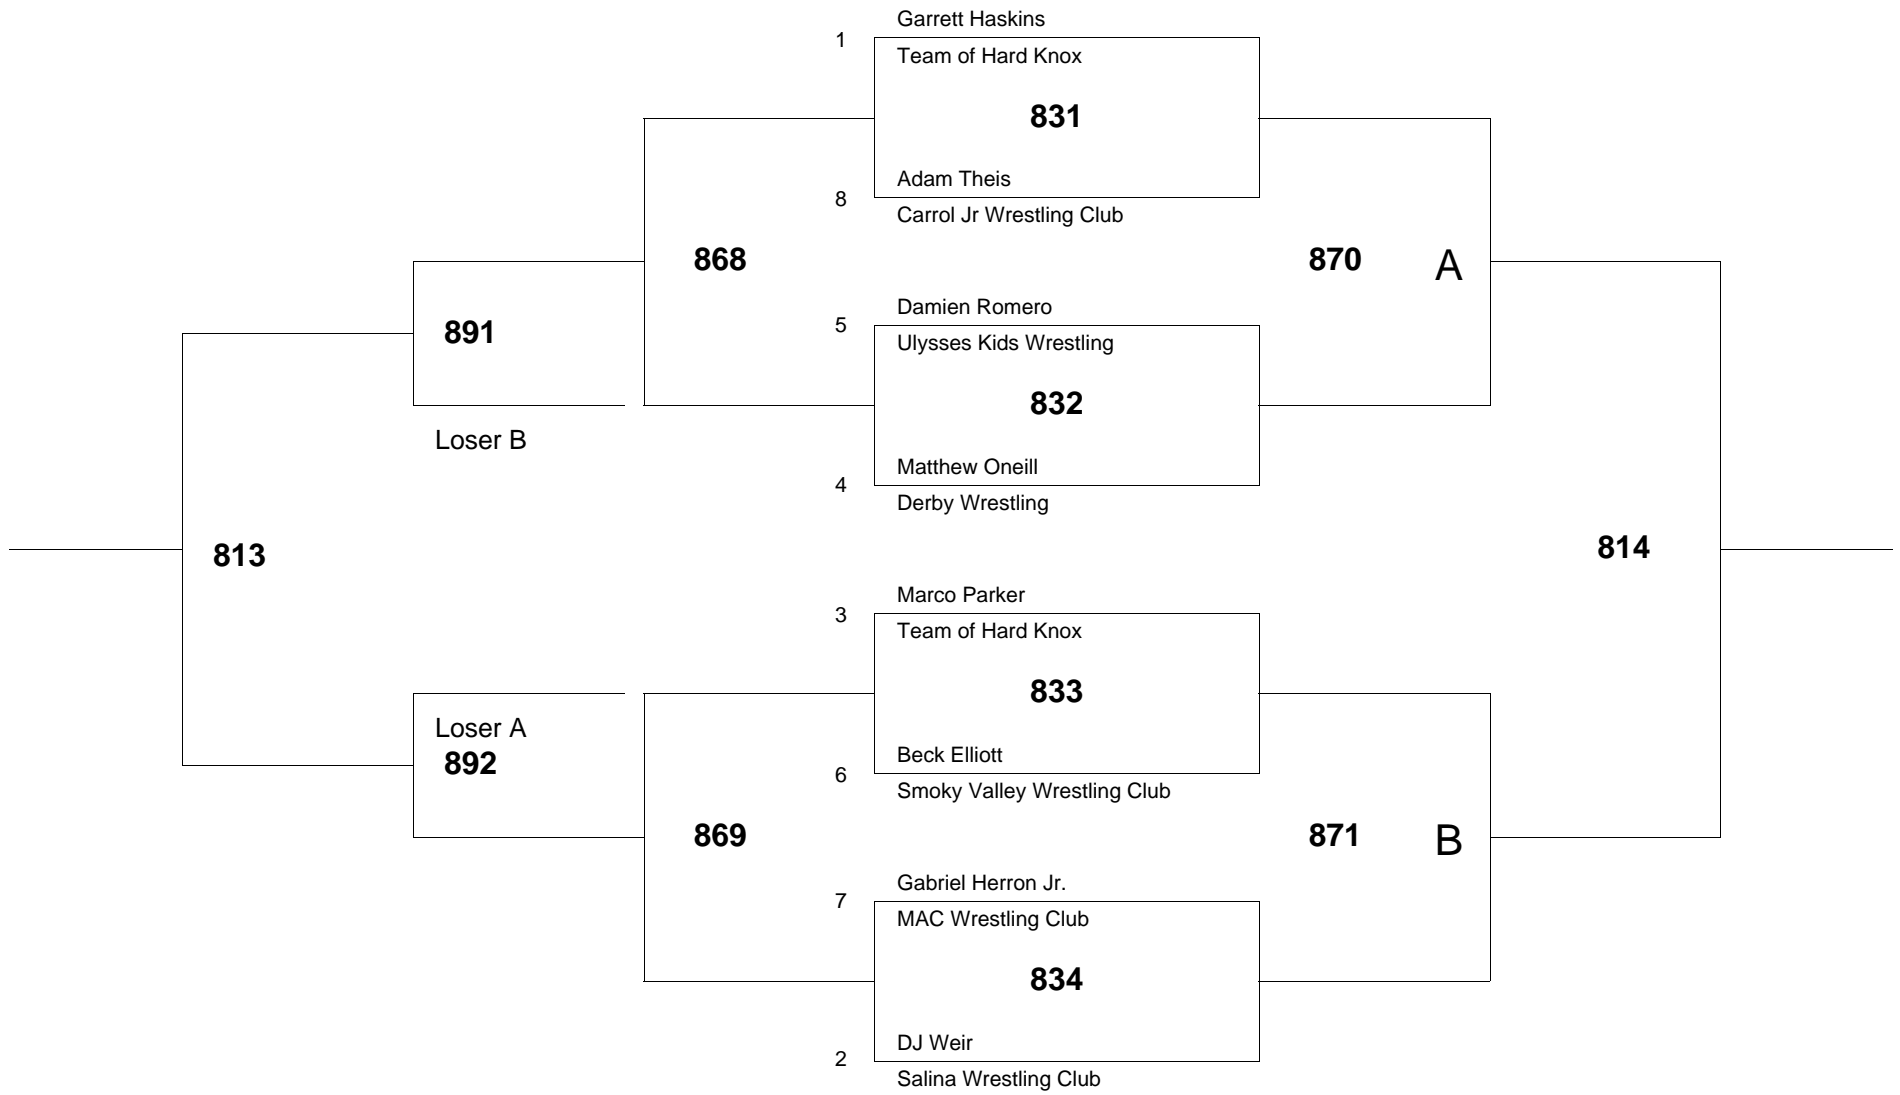 Garrett Haskins
1
Team of Hard Knox
831
Adam Theis
8
Carrol Jr Wrestling Club
868
870
A
Damien Romero
5
Ulysses Kids Wrestling
891
832
Loser B
Matthew Oneill
4
Derby Wrestling
813
814
Marco Parker
3
Team of Hard Knox
833
Loser A
892
Beck Elliott
6
Smoky Valley Wrestling Club
869
871
B
Gabriel Herron Jr.
7
MAC Wrestling Club
834
DJ Weir
2
Salina Wrestling Club